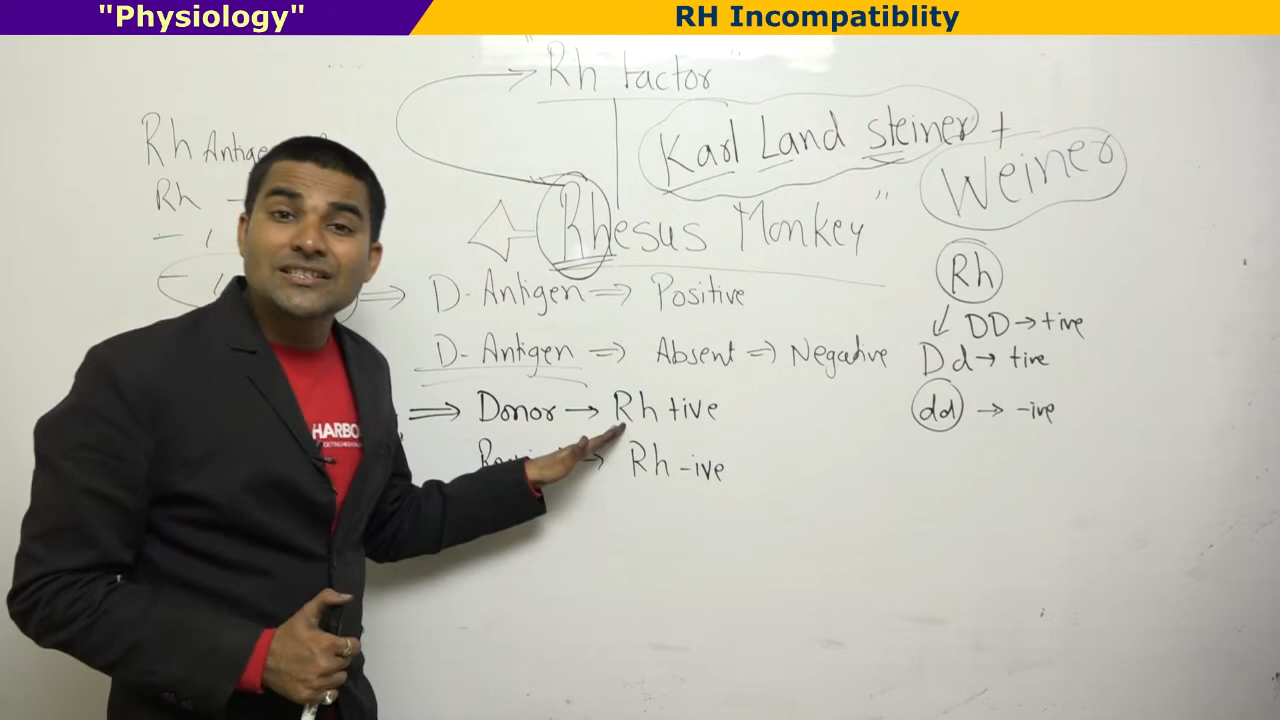 "Physiology"
RH Incompatiblity
"Rh factor"
Karl Land steiner +
Weiner
Rh Antige
Rh -
Rhesus Monkey"
⇒ D-Antigen ⇒ Positive
D-Antigen ⇒ Absent ⇒ Negative
⇒ Donor → Rh +ive
→ Rh -ive
Rh
↓ DD → +ive
Dd → +ive
dd → -ive
HARBO